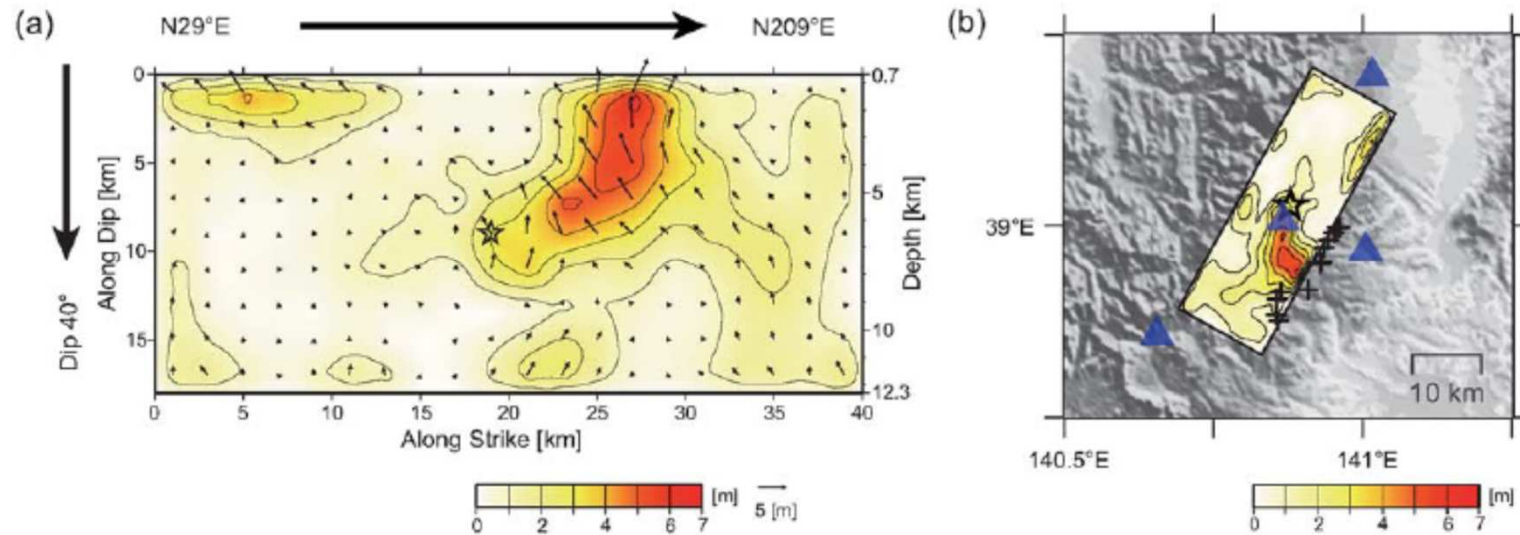 (a)
N29°E
N209°E
0
0.7
5
5
10
10
15
12.3
Along Dip [km]
Depth [km]
Dip 40°
0 5 10 15 20 25 30 35 40
Along Strike [km]
0 2 4 6 7 [m]
5 [m]
(b)
39°E
10 km
140.5°E 141°E
0 2 4 6 7 [m]